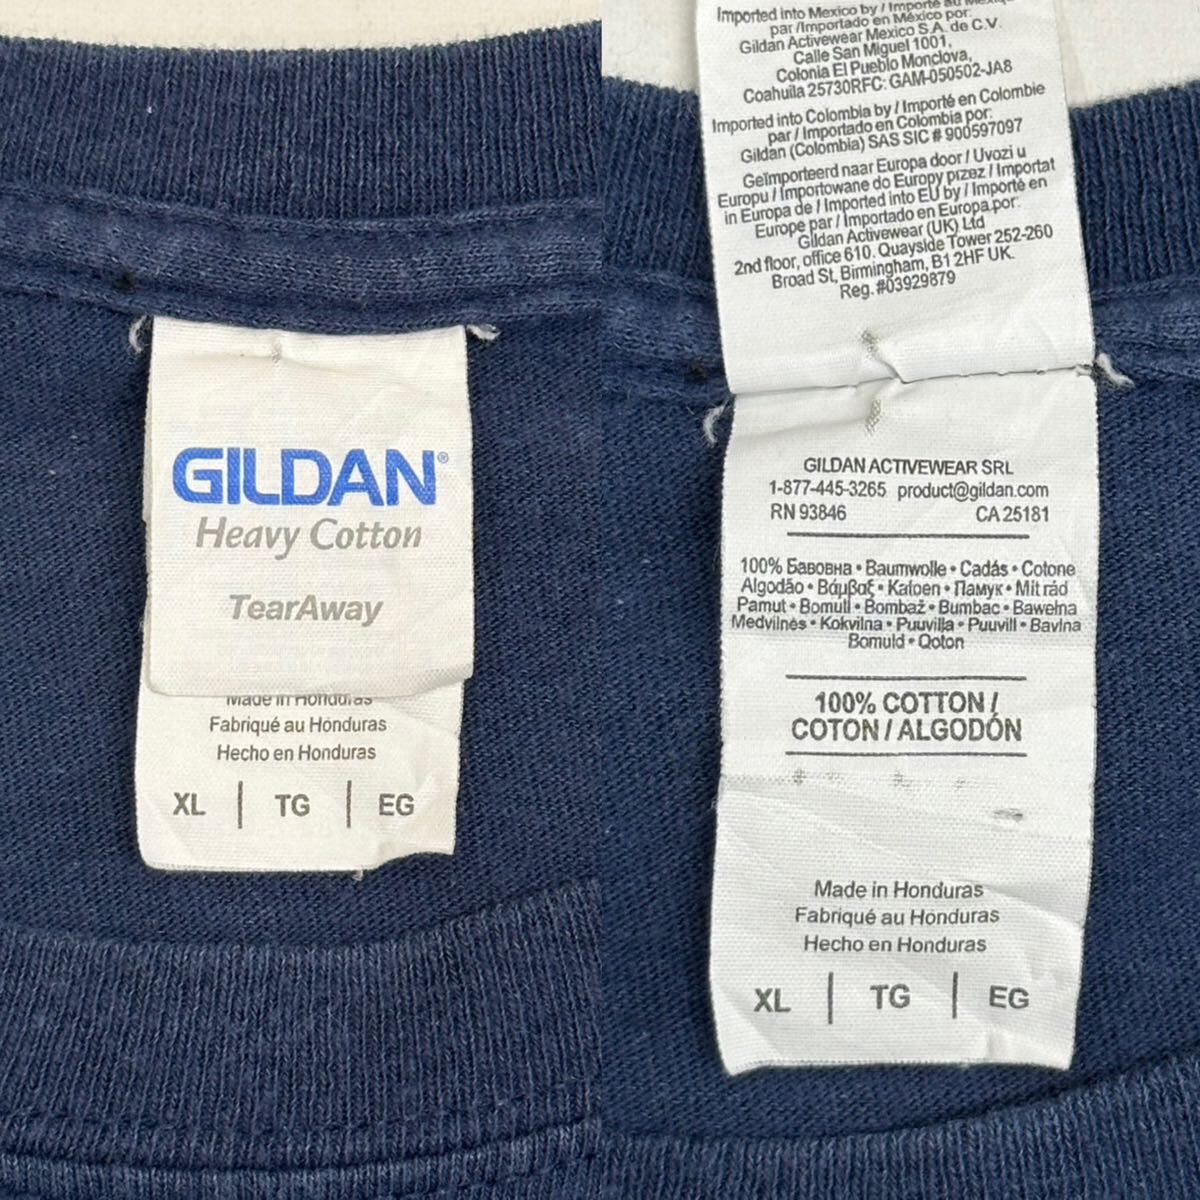 GILDAN®
Heavy Cotton
TearAway
Made in Honduras
Fabriqué au Honduras
Hecho en Honduras
XL | TG | EG
Imported into Mexico by / Importé au
par /Importado en México por:
Gildan Activewear Mexico S.A. de C.V.
Calle San Miguel 1001,
Colonia El Pueblo Monclova,
Coahuila 25730RFC: GAM-050502-JA8
Imported into Colombia by / Importé en Colombie
par / Importado en Colombia por:
Gildan (Colombia) SAS SIC # 900597097
Geïmporteerd naar Europa door / Uvozi u
Europu / Importowane do Europy przez / Importat
in Europa de / Imported into EU by / Importé en
Europe par / Importado en Europa por:
Gildan Activewear (UK) Ltd
2nd floor, office 610. Quayside Tower 252-260
Broad St, Birmingham, B1 2HF UK.
Reg. #03929879
GILDAN ACTIVEWEAR SRL
1-877-445-3265 product@gildan.com
RN 93846 CA 25181
100% Бавовна • Baumwolle • Cadás • Cotone
Algodão • Βάμβαξ • Katoen • Памук • Mit rád
Pamut • Bomull • Bombaž • Bumbac • Bawełna
Medvilnės • Kokvilna • Puuvilla • Puuvill • Bavlna
Bomuld • Qoton
100% COTTON /
COTON / ALGODÓN
Made in Honduras
Fabriqué au Honduras
Hecho en Honduras
XL | TG | EG